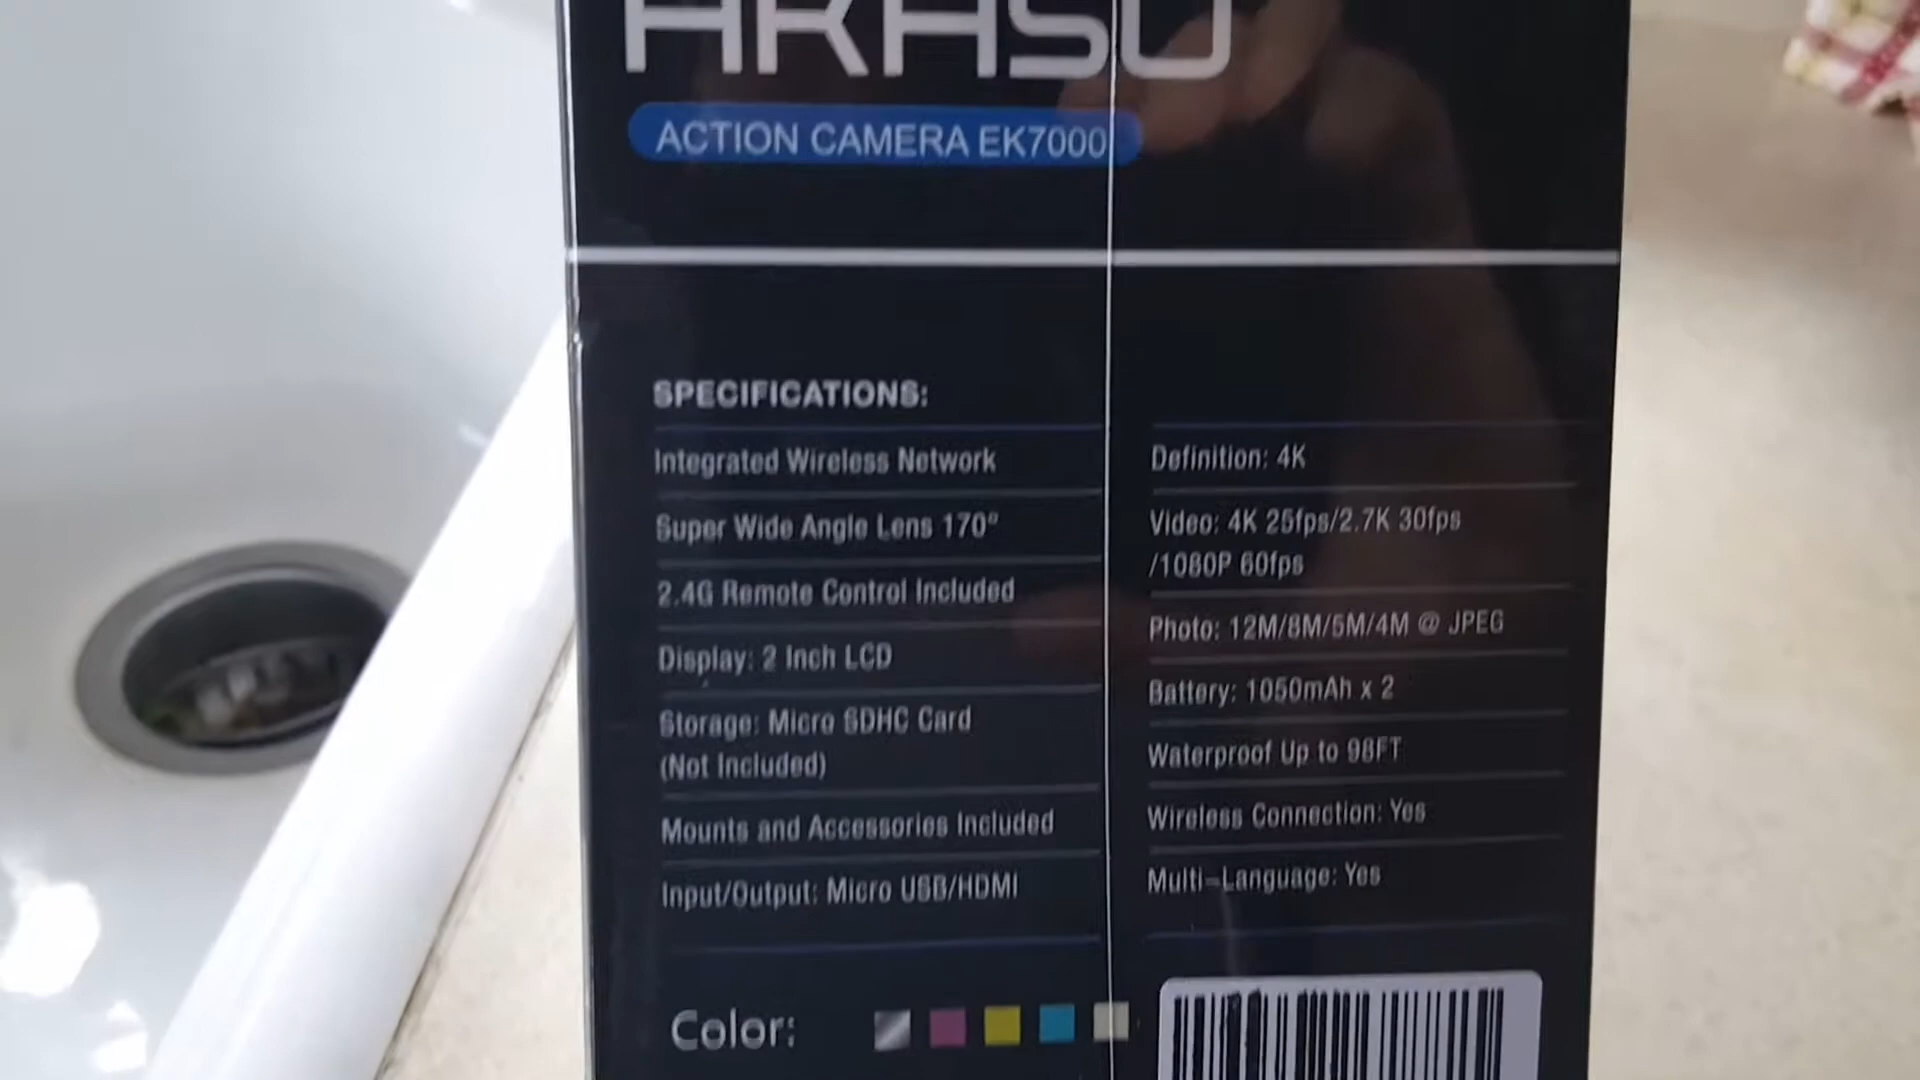 AKASO
ACTION CAMERA EK7000
SPECIFICATIONS:
Integrated Wireless Network
Super Wide Angle Lens 170°
2.4G Remote Control Included
Display: 2 Inch LCD
Storage: Micro SDHC Card
(Not Included)
Mounts and Accessories Included
Input/Output: Micro USB/HDMI
Definition: 4K
Video: 4K 25fps/2.7K 30fps
/1080P 60fps
Photo: 12M/8M/5M/4M @ JPEG
Battery: 1050mAh x 2
Waterproof Up to 98FT
Wireless Connection: Yes
Multi-Language: Yes
Color: